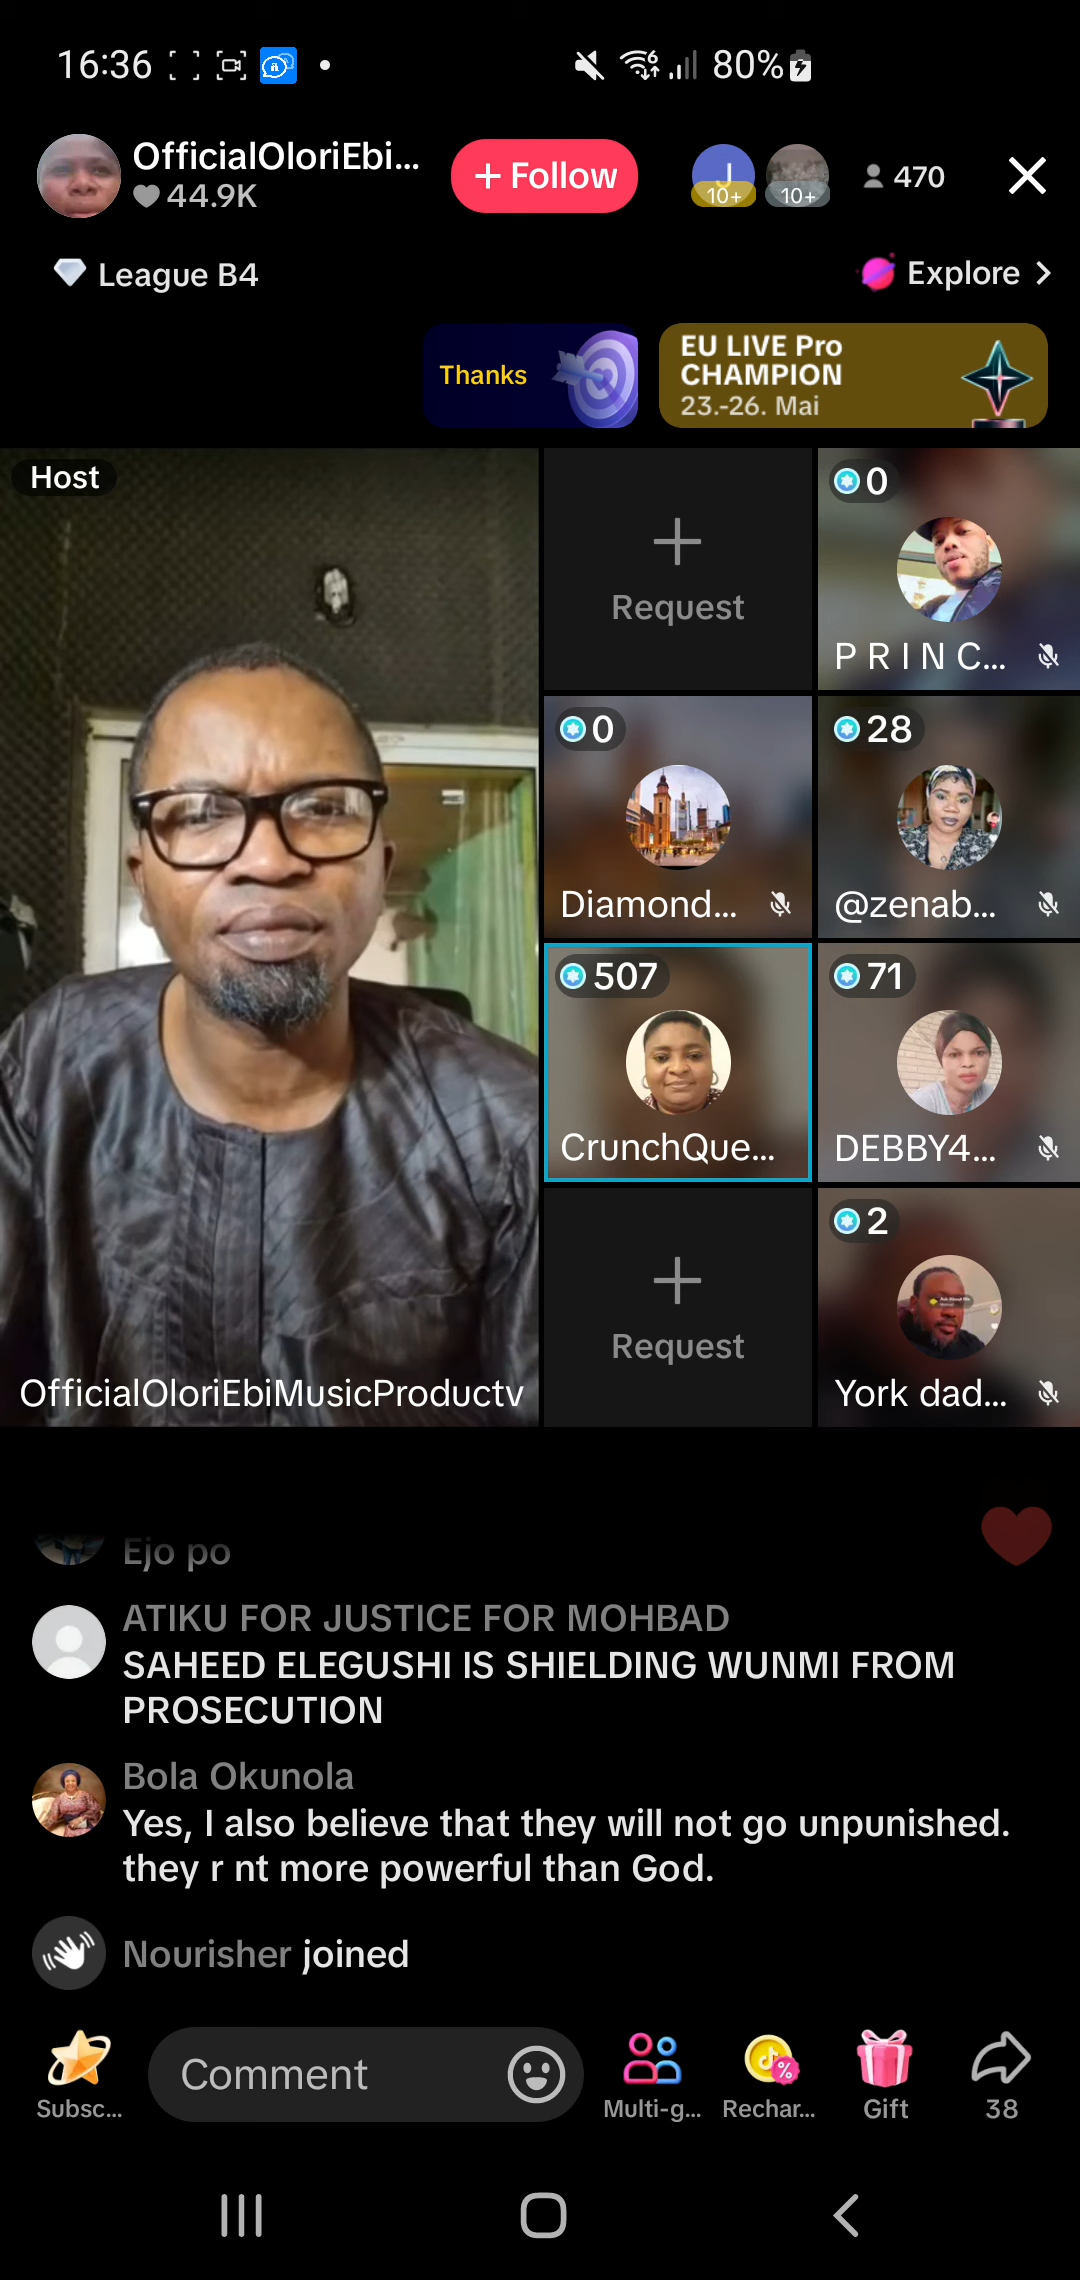 16:36
80%
OfficialOloriEbi...
44.9K
+ Follow
J
10+
10+
470
League B4
Explore
Thanks
EU LIVE Pro
CHAMPION
23.-26. Mai
Host
OfficialOloriEbiMusicProductv
Request
0
P R I N C...
0
Diamond...
28
@zenab...
507
CrunchQue...
71
DEBBY4...
Request
2
York dad...
Ejo po
ATIKU FOR JUSTICE FOR MOHBAD
SAHEED ELEGUSHI IS SHIELDING WUNMI FROM
PROSECUTION
Bola Okunola
Yes, I also believe that they will not go unpunished.
they r nt more powerful than God.
Nourisher joined
Subsc...
Comment
Multi-g...
Rechar...
Gift
38